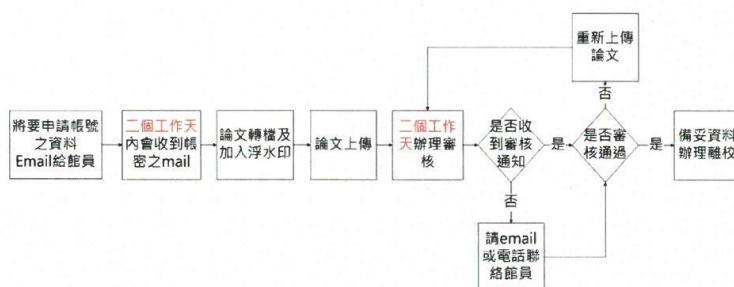 將要申請帳號
之資料
Email給館員
二個工作天
內會收到帳
密之mail
論文轉檔及
加入浮水印
論文上傳
二個工作
天辦理審
核
是否收
到審核
通知
是
否
請email
或電話聯
絡館員
是否審
核通過
否
重新上傳
論文
是
備妥資料
辦理離校